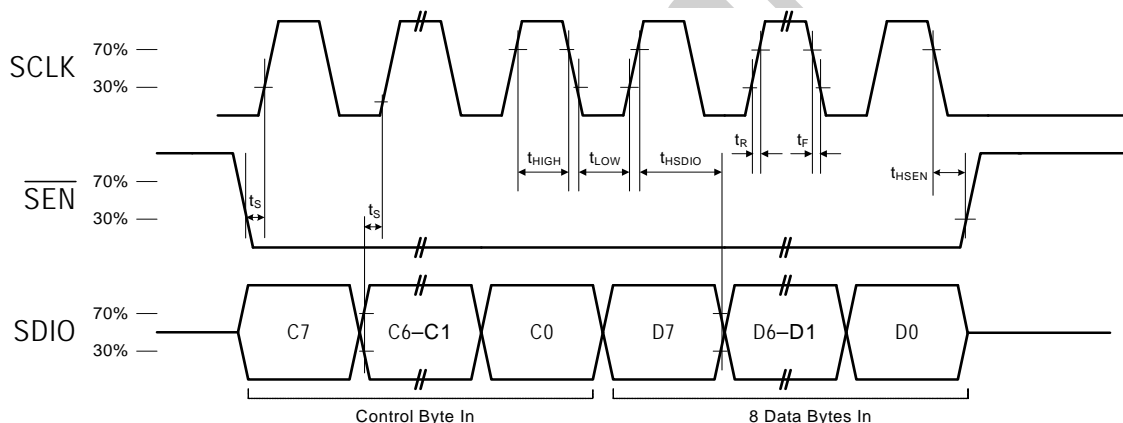 SCLK
70%
30%
tR
tF
tHIGH
tLOW
tHSDIO
tHSEN
SEN
70%
30%
tS
tS
SDIO
70%
30%
C7
C6–C1
C0
D7
D6–D1
D0
Control Byte In
8 Data Bytes In